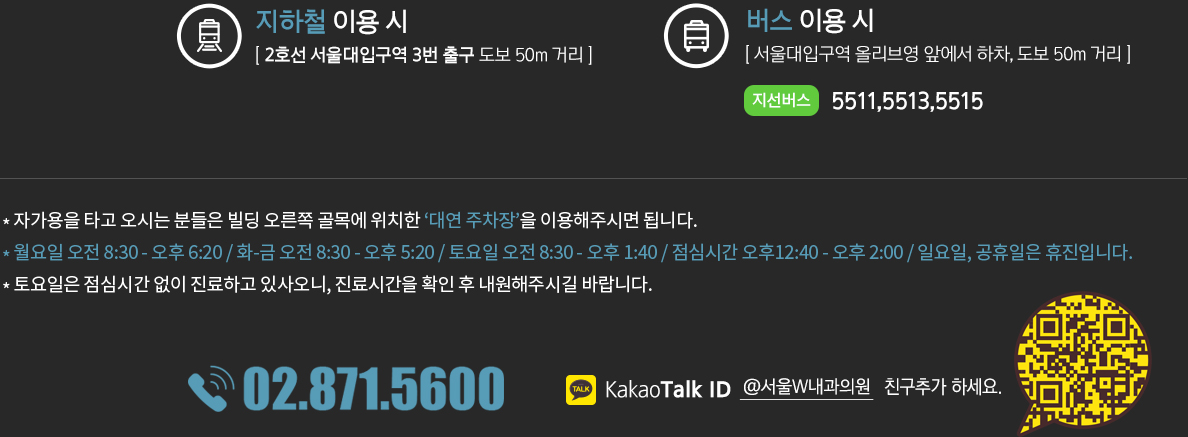 지하철 이용 시
[ 2호선 서울대입구역 3번 출구 도보 50m 거리 ]
버스 이용 시
[ 서울대입구역 올리브영 앞에서 하차, 도보 50m 거리 ]
지선버스 5511,5513,5515
* 자가용을 타고 오시는 분들은 빌딩 오른쪽 골목에 위치한 ‘대연 주차장’을 이용해주시면 됩니다.
* 월요일 오전 8:30 - 오후 6:20 / 화-금 오전 8:30 - 오후 5:20 / 토요일 오전 8:30 - 오후 1:40 / 점심시간 오후12:40 - 오후 2:00 / 일요일, 공휴일은 휴진입니다.
* 토요일은 점심시간 없이 진료하고 있사오니, 진료시간을 확인 후 내원해주시길 바랍니다.
02.871.5600
TALK KakaoTalk ID @서울W내과의원 친구추가 하세요.